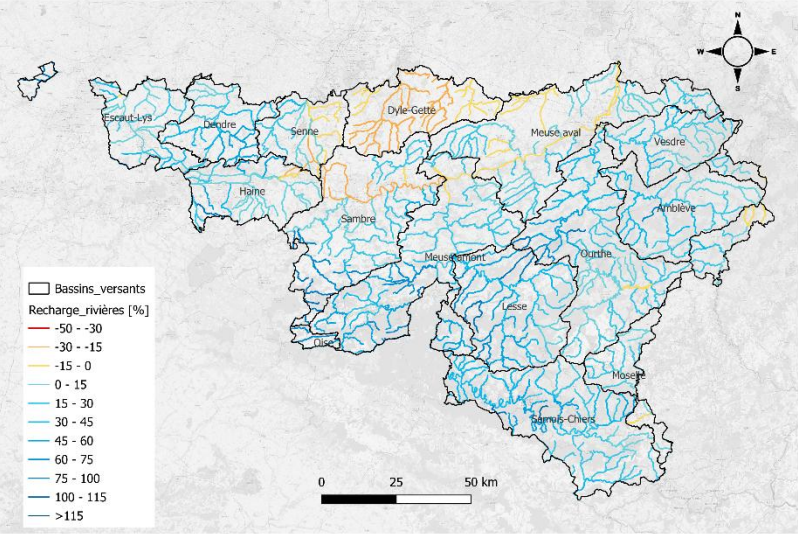 N
W
E
S
Escaut-Lys
Dendre
Senne
Dyle-Gette
Meuse aval
Vesdre
Haine
Sambre
Amblève
Meuse amont
Ourthe
Lesse
Oise
Moselle
Semois-Chiers
Bassins_versants
Recharge_rivières [%]
-50 - -30
-30 - -15
-15 - 0
0 - 15
15 - 30
30 - 45
45 - 60
60 - 75
75 - 100
100 - 115
>115
0
25
50 km